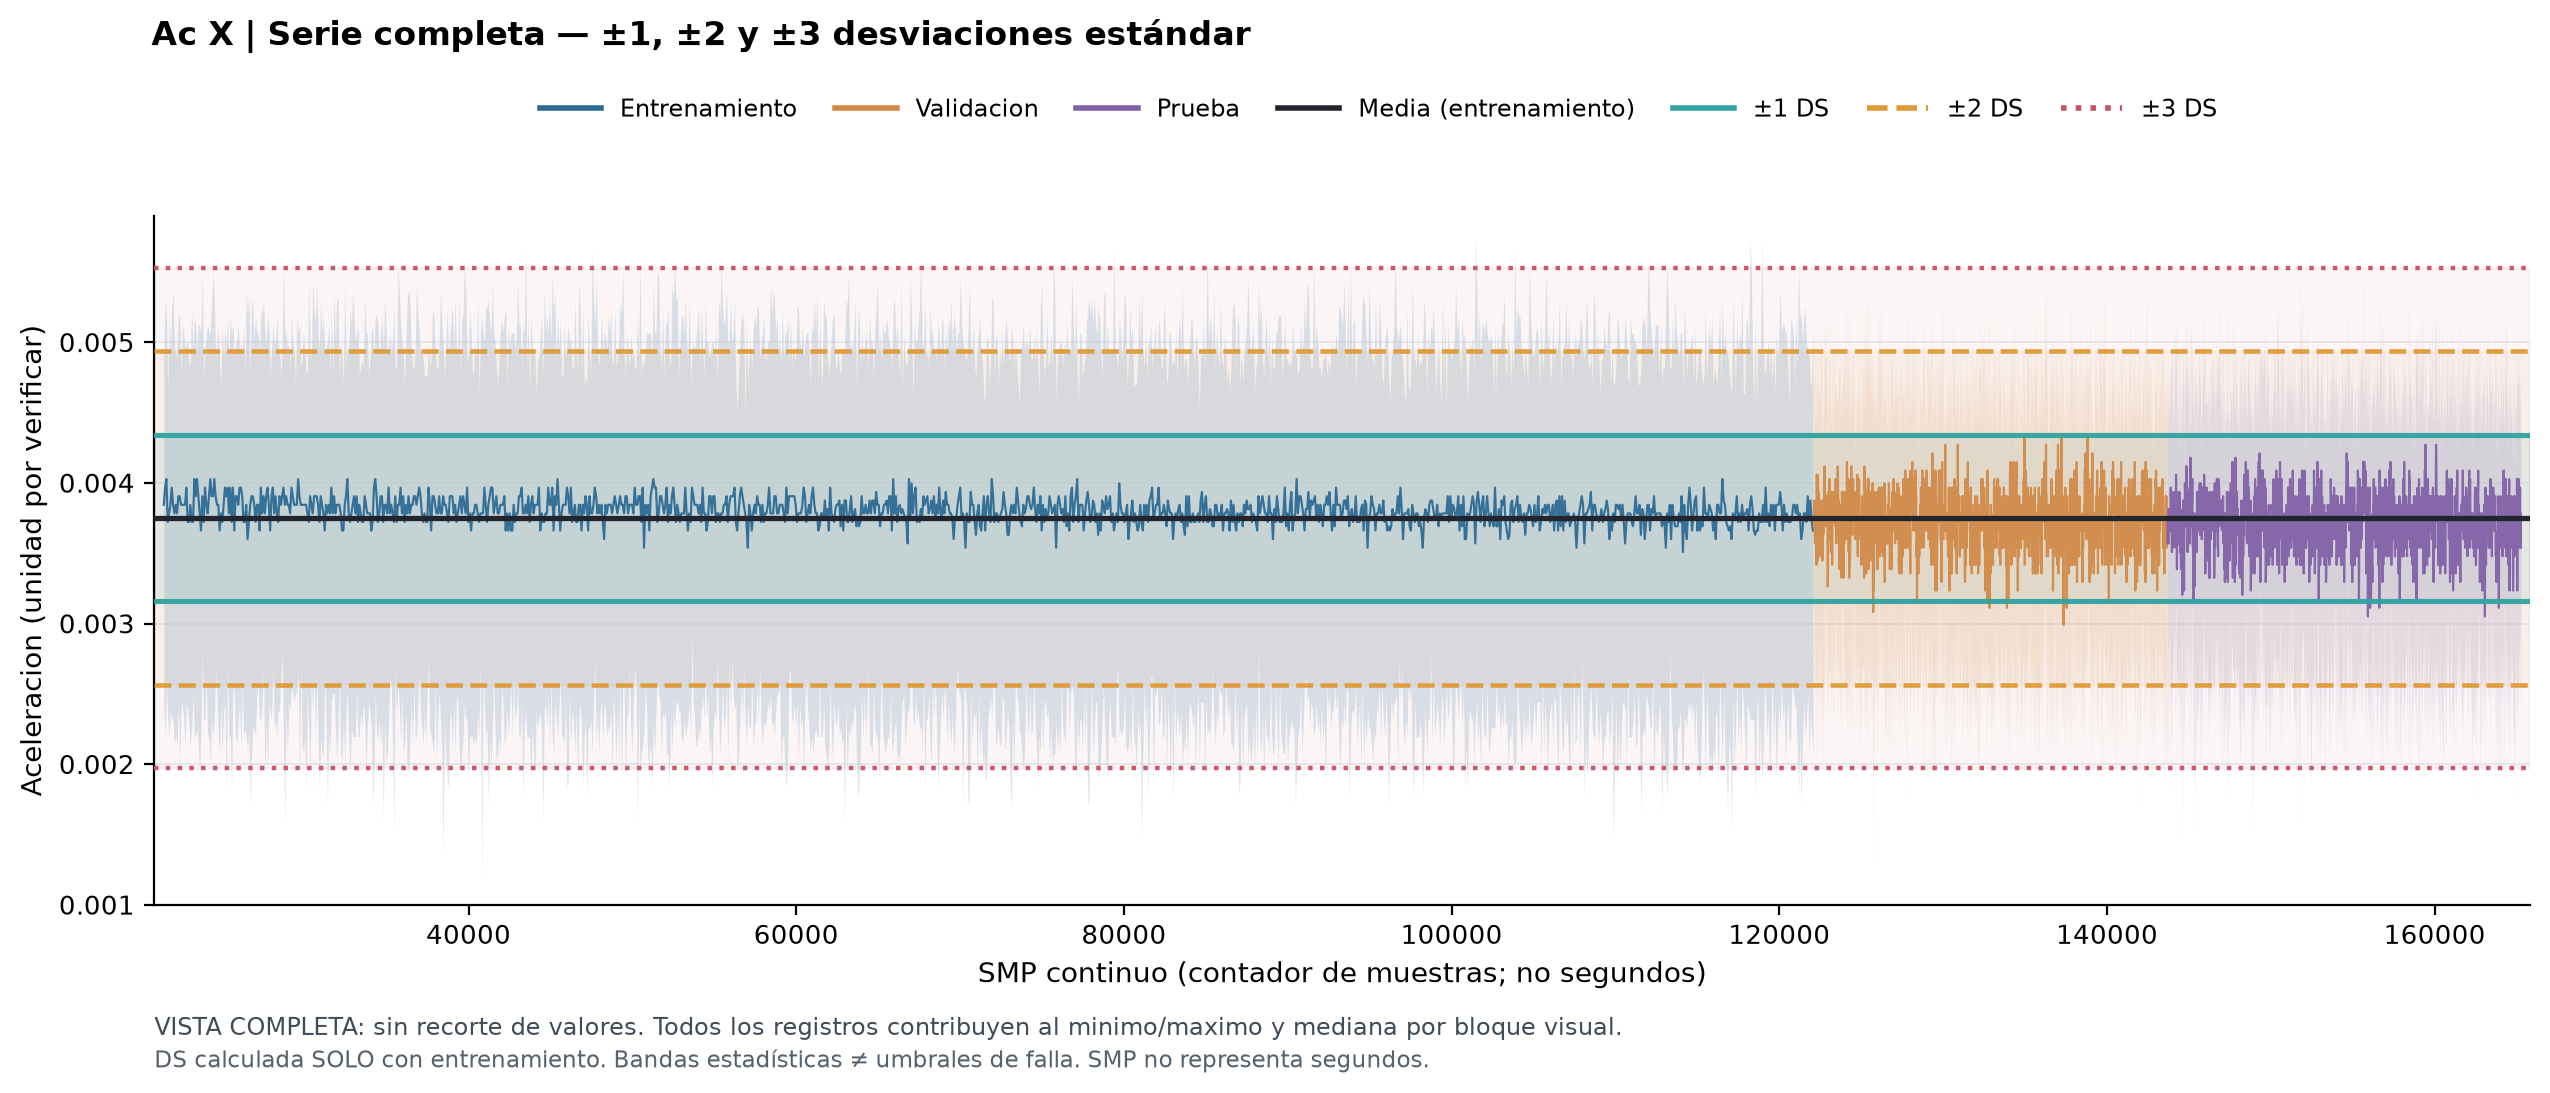 Ac X | Serie completa — ±1, ±2 y ±3 desviaciones estándar
Entrenamiento Validacion Prueba Media (entrenamiento) ±1 DS ±2 DS ±3 DS
Aceleracion (unidad por verificar)
0.005
0.004
0.003
0.002
0.001
40000 60000 80000 100000 120000 140000 160000
SMP continuo (contador de muestras; no segundos)
VISTA COMPLETA: sin recorte de valores. Todos los registros contribuyen al minimo/maximo y mediana por bloque visual.
DS calculada SOLO con entrenamiento. Bandas estadísticas ≠ umbrales de falla. SMP no representa segundos.